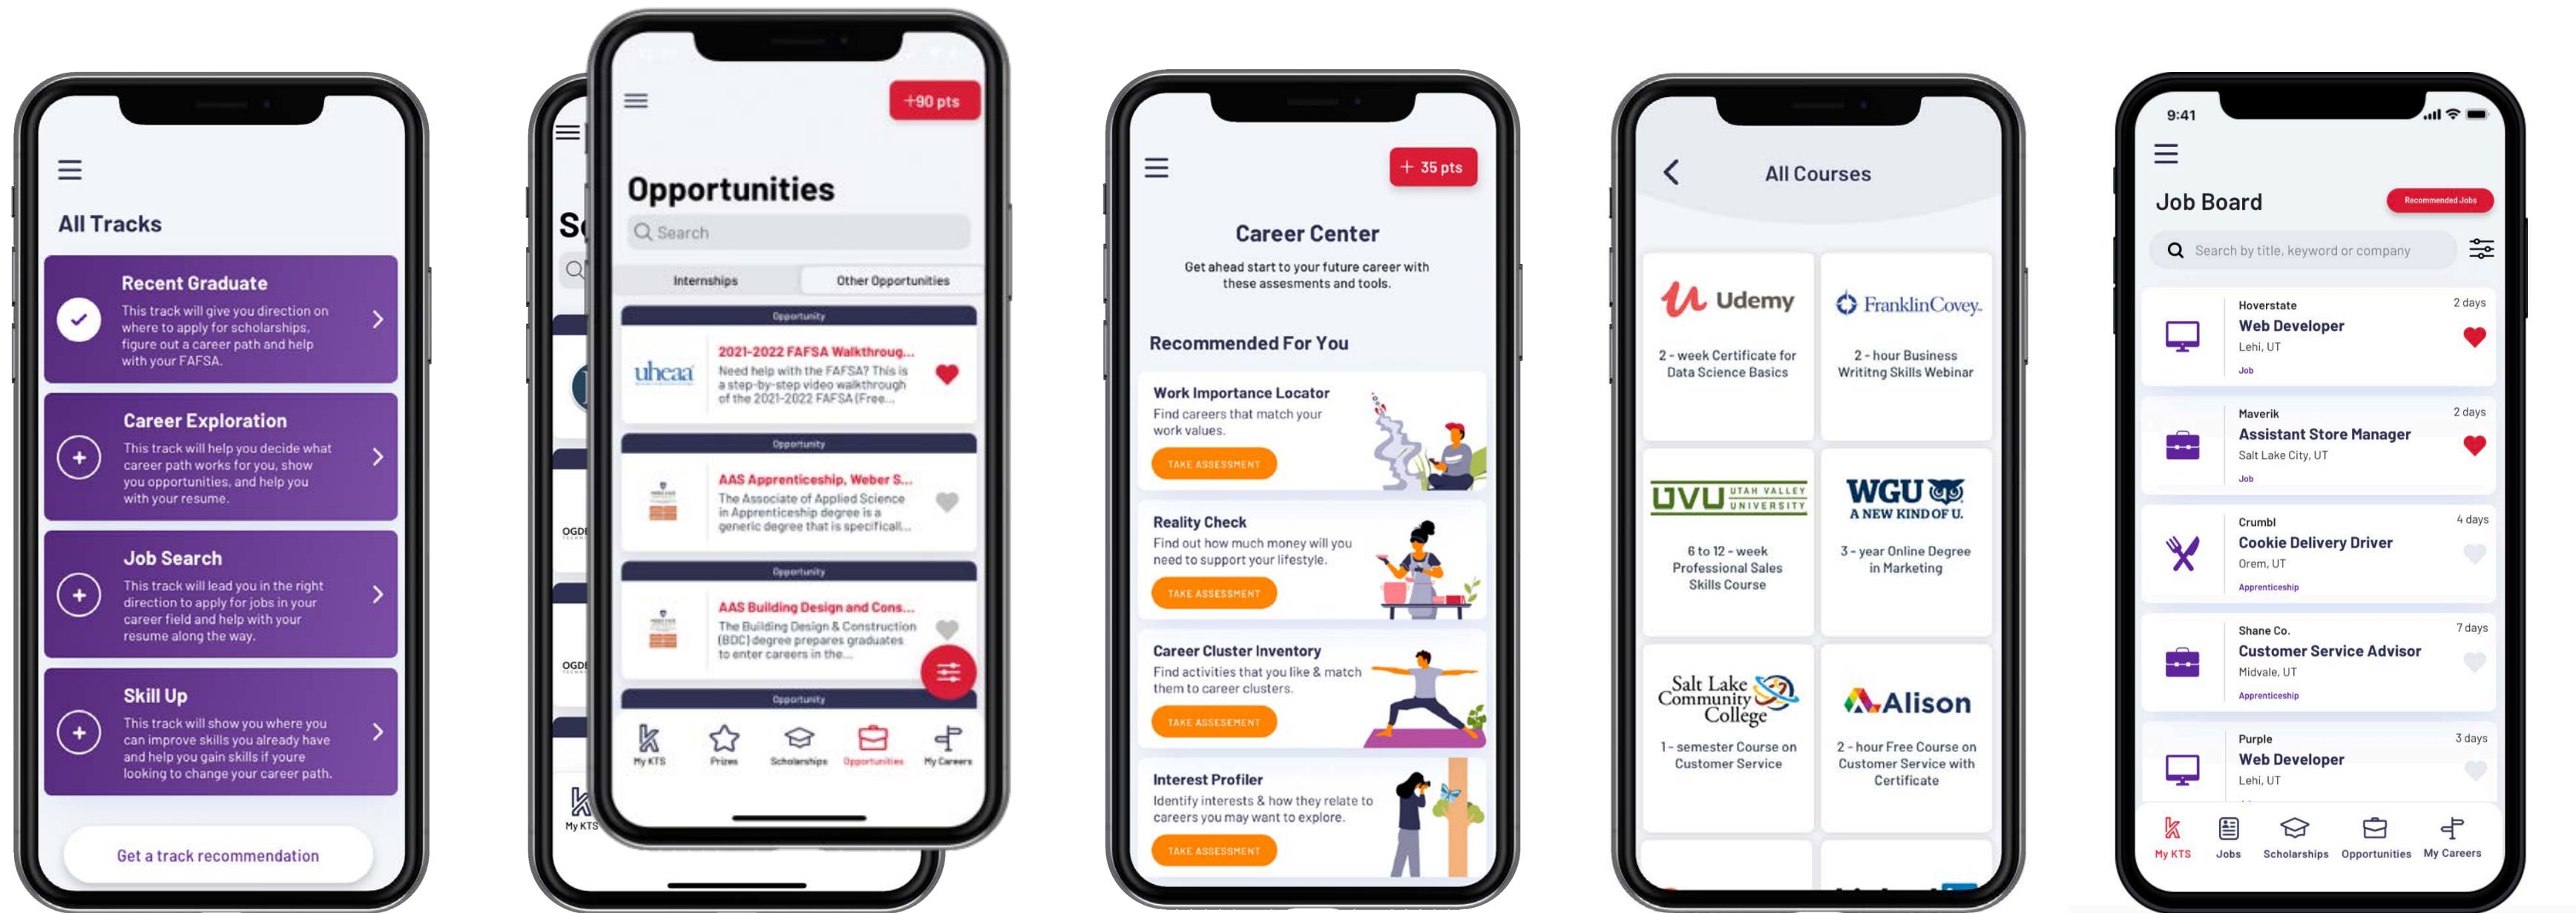 All Tracks
Recent Graduate
This track will give you direction on
where to apply for scholarships,
figure out a career path and help
with your FAFSA.
Career Exploration
This track will help you decide what
career path works for you, show
you opportunities, and help you
with your resume.
Job Search
This track will lead you in the right
direction to apply for jobs in your
career field and help with your
resume along the way.
Skill Up
This track will show you where you
can improve skills you already have
and help you gain skills if youre
looking to change your career path.
Get a track recommendation
OGDE
OGDE
My KTS
+90 pts
Opportunities
Search
Internships
Other Opportunities
Opportunity
uheaa
2021-2022 FAFSA Walkthroug...
Need help with the FAFSA? This is
a step-by-step video walkthrough
of the 2021-2022 FAFSA (Free...
Opportunity
AAS Apprenticeship, Weber S...
The Associate of Applied Science
in Apprenticeship degree is a
generic degree that is specificall...
Opportunity
AAS Building Design and Cons...
The Building Design & Construction
(BDC) degree prepares graduates
to enter careers in the...
Opportunity
My KTS
Prizes
Scholarships
Opportunities
My Careers
+ 35 pts
Career Center
Get ahead start to your future career with
these assesments and tools.
Recommended For You
Work Importance Locator
Find careers that match your
work values.
TAKE ASSESSMENT
Reality Check
Find out how much money will you
need to support your lifestyle.
TAKE ASSESSMENT
Career Cluster Inventory
Find activities that you like & match
them to career clusters.
TAKE ASSESEMENT
Interest Profiler
Identify interests & how they relate to
careers you may want to explore.
TAKE ASSESSMENT
All Courses
Udemy
2 - week Certificate for
Data Science Basics
FranklinCovey
2 - hour Business
Writitng Skills Webinar
UVU UTAH VALLEY
UNIVERSITY
6 to 12 - week
Professional Sales
Skills Course
WGU
A NEW KIND OF U.
3 - year Online Degree
in Marketing
Salt Lake
Community
College
1 - semester Course on
Customer Service
Alison
2 - hour Free Course on
Customer Service with
Certificate
9:41
Job Board
Recommended Jobs
Search by title, keyword or company
Hoverstate
2 days
Web Developer
Lehi, UT
Job
Maverik
2 days
Assistant Store Manager
Salt Lake City, UT
Job
Crumbl
4 days
Cookie Delivery Driver
Orem, UT
Apprenticeship
Shane Co.
7 days
Customer Service Advisor
Midvale, UT
Apprenticeship
Purple
3 days
Web Developer
Lehi, UT
My KTS
Jobs
Scholarships
Opportunities
My Careers